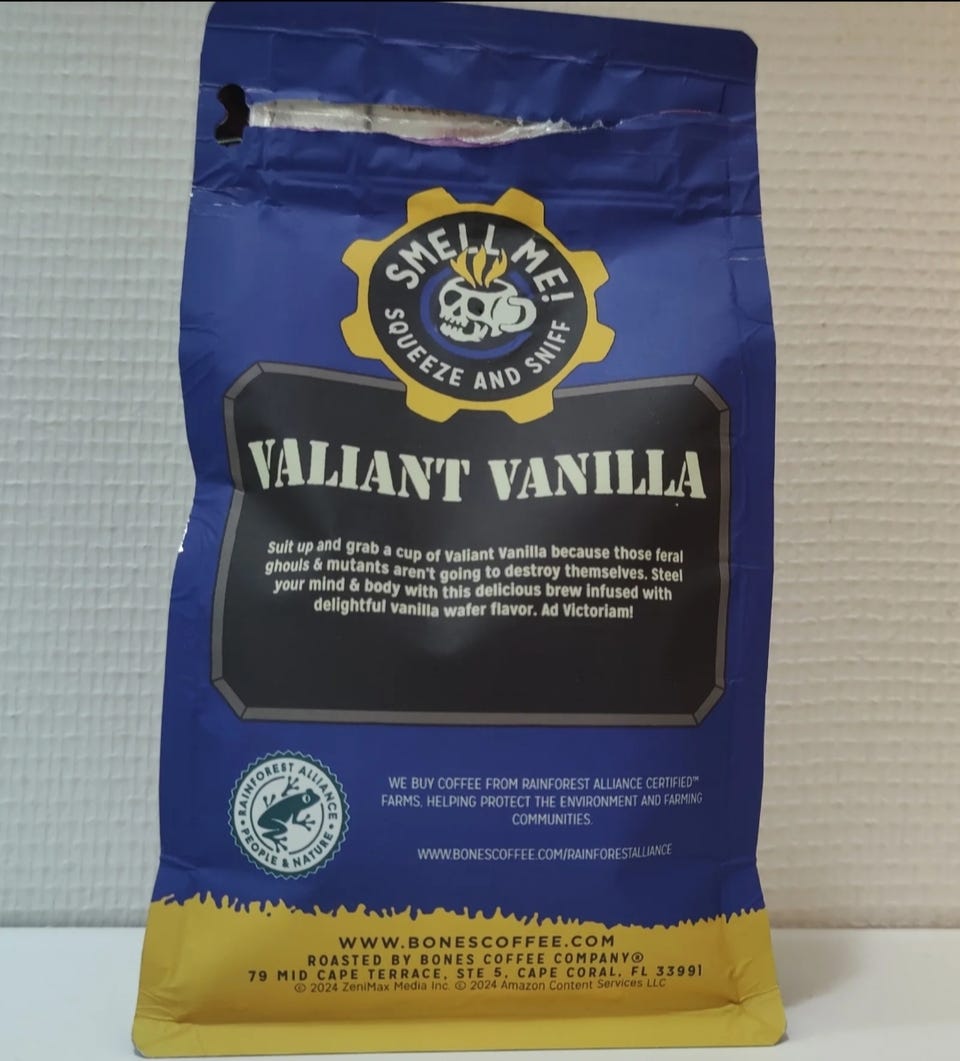 SMELL ME!
SQUEEZE AND SNIFF
VALIANT VANILLA
Suit up and grab a cup of Valiant Vanilla because those feral
ghouls & mutants aren't going to destroy themselves. Steel
your mind & body with this delicious brew infused with
delightful vanilla wafer flavor. Ad Victoriam!
RAINFOREST ALLIANCE
PEOPLE & NATURE
WE BUY COFFEE FROM RAINFOREST ALLIANCE CERTIFIED™
FARMS, HELPING PROTECT THE ENVIRONMENT AND FARMING
COMMUNITIES.
WWW.BONESCOFFEE.COM/RAINFORESTALLIANCE
WWW.BONESCOFFEE.COM
ROASTED BY BONES COFFEE COMPANY®
79 MID CAPE TERRACE, STE 5, CAPE CORAL, FL 33991
© 2024 ZeniMax Media Inc. © 2024 Amazon Content Services LLC